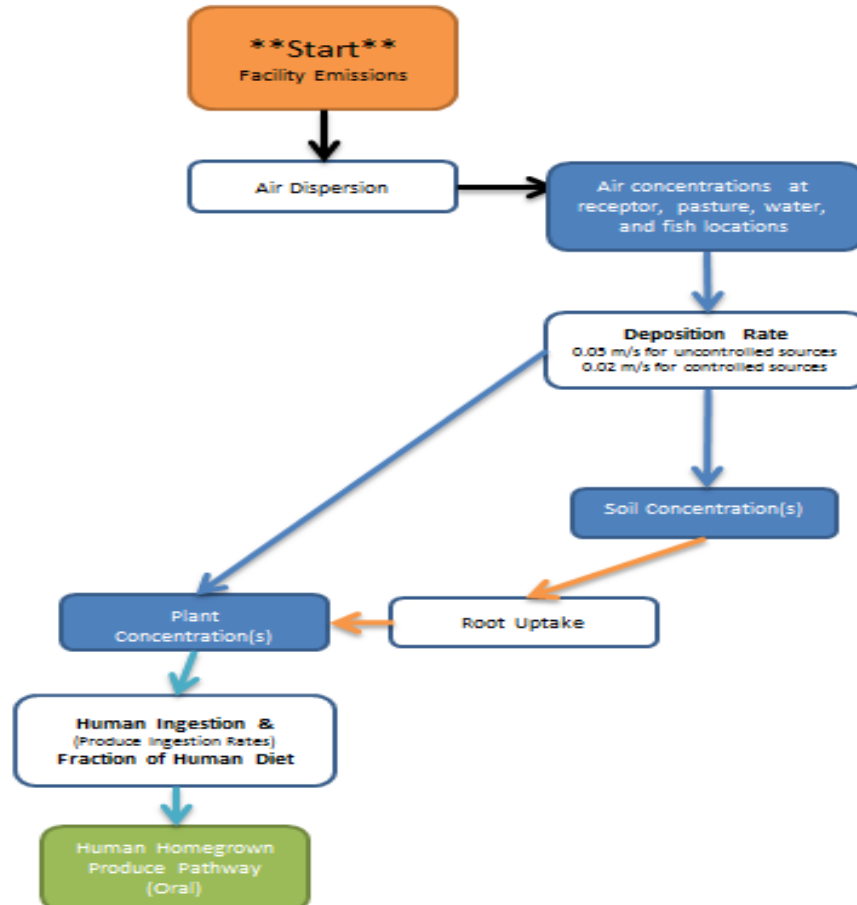 **Start**
Facility Emissions
Air Dispersion
Air concentrations at
receptor, pasture, water,
and fish locations
Deposition Rate
0.05 m/s for uncontrolled sources
0.02 m/s for controlled sources
Soil Concentration(s)
Plant
Concentration(s)
Root Uptake
Human Ingestion &
(Produce Ingestion Rates)
Fraction of Human Diet
Human Homegrown
Produce Pathway
(Oral)